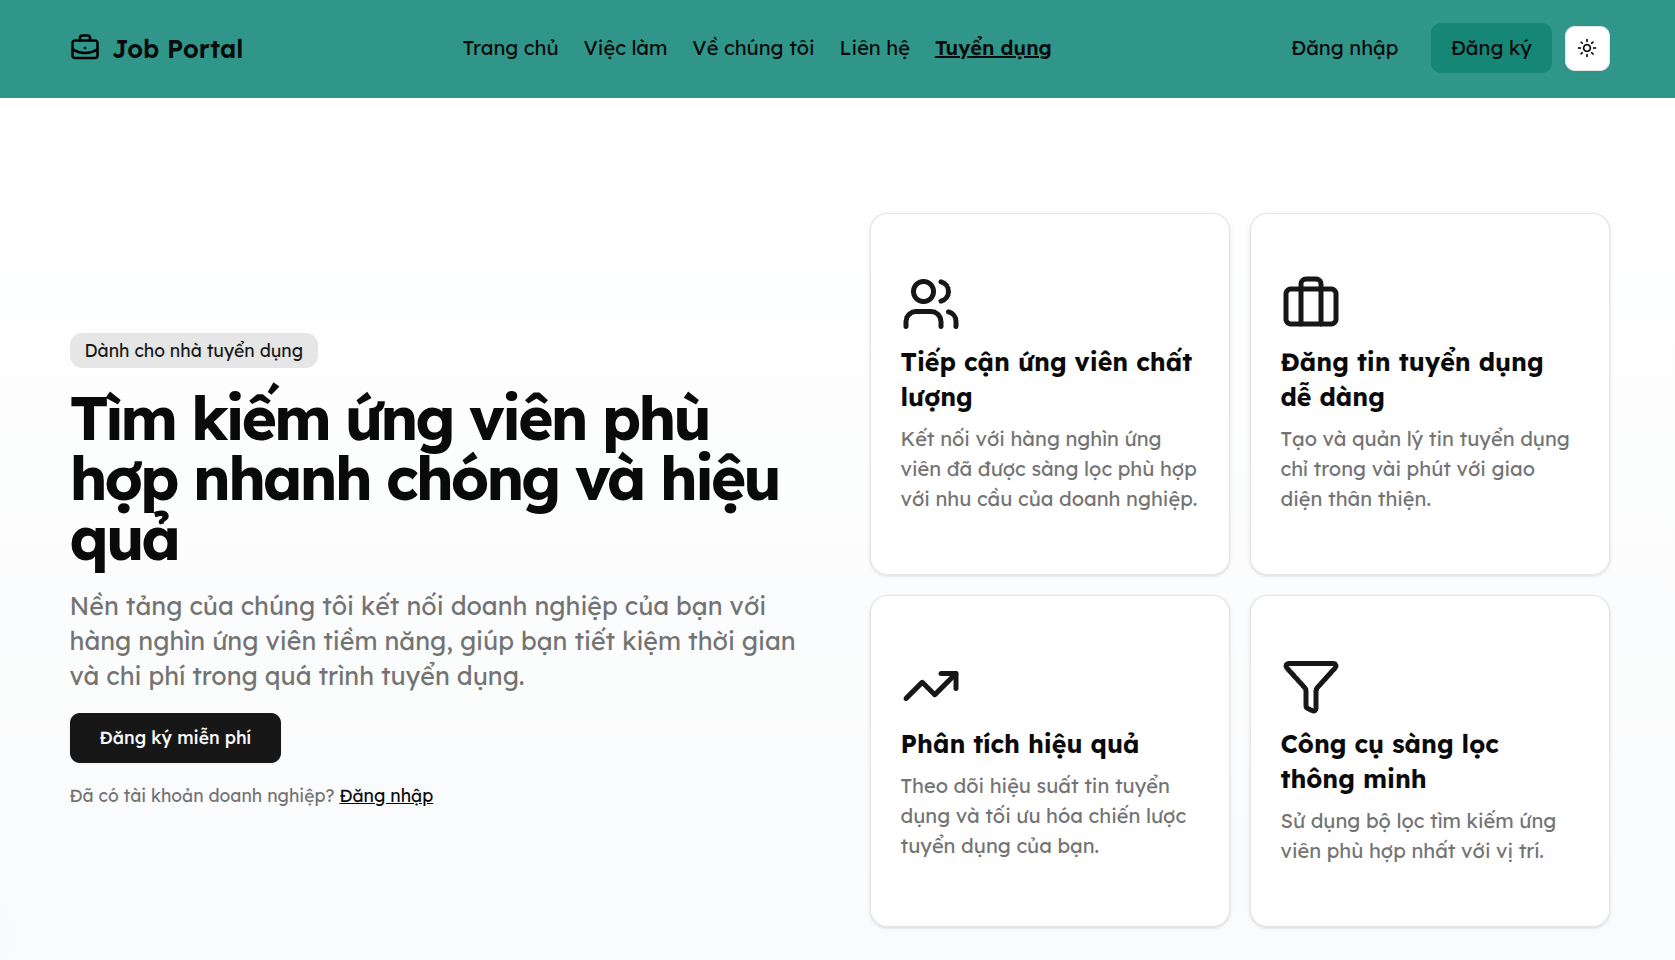 Job Portal
Trang chủ
Việc làm
Về chúng tôi
Liên hệ
Tuyển dụng
Đăng nhập
Đăng ký
Dành cho nhà tuyển dụng
Tìm kiếm ứng viên phù
hợp nhanh chóng và hiệu
quả
Nền tảng của chúng tôi kết nối doanh nghiệp của bạn với
hàng nghìn ứng viên tiềm năng, giúp bạn tiết kiệm thời gian
và chi phí trong quá trình tuyển dụng.
Đăng ký miễn phí
Đã có tài khoản doanh nghiệp? Đăng nhập
Tiếp cận ứng viên chất
lượng
Kết nối với hàng nghìn ứng
viên đã được sàng lọc phù hợp
với nhu cầu của doanh nghiệp.
Đăng tin tuyển dụng
dễ dàng
Tạo và quản lý tin tuyển dụng
chỉ trong vài phút với giao
diện thân thiện.
Phân tích hiệu quả
Theo dõi hiệu suất tin tuyển
dụng và tối ưu hóa chiến lược
tuyển dụng của bạn.
Công cụ sàng lọc
thông minh
Sử dụng bộ lọc tìm kiếm ứng
viên phù hợp nhất với vị trí.